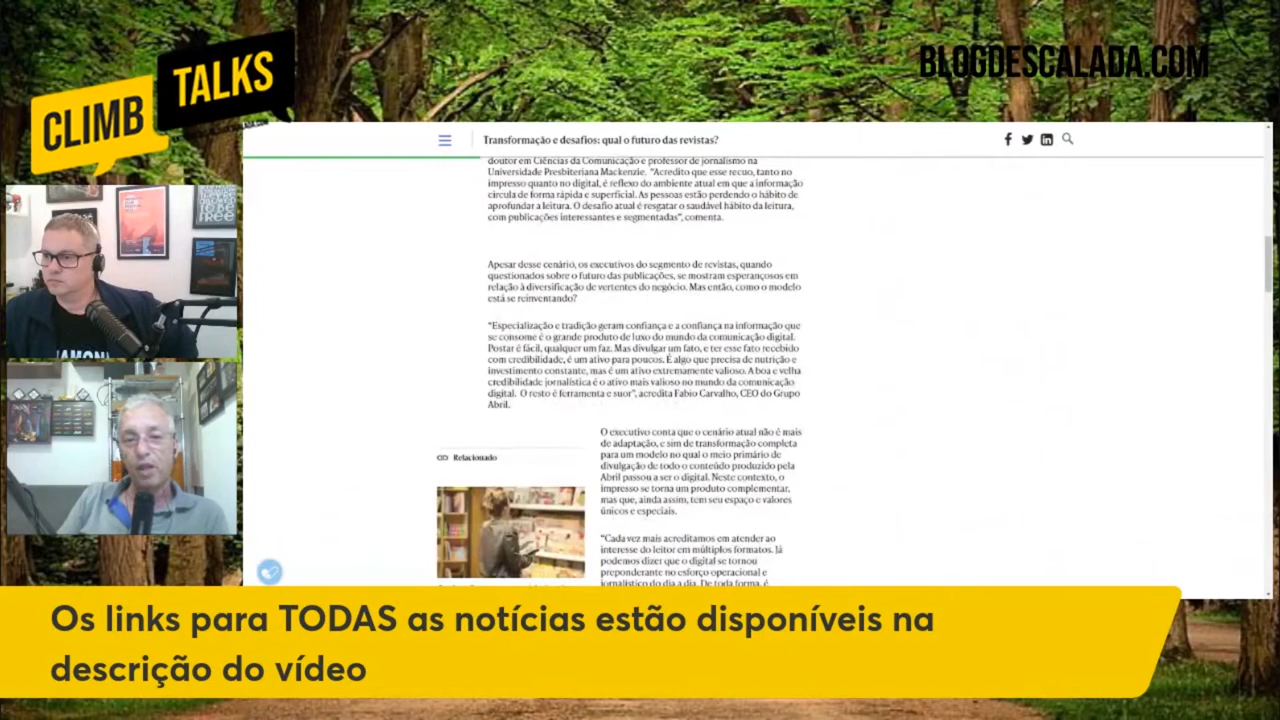 CLIMB
TALKS
BLOGDESCALADA.COM
Transformação e desafios: qual o futuro das revistas?
doutor em Ciências da Comunicação e professor de jornalismo na
Universidade Presbiteriana Mackenzie. "Acredito que esse recuo, tanto no
impresso quanto no digital, é reflexo do ambiente atual em que a informação
circula de forma rápida e superficial. As pessoas estão perdendo o hábito de
aprofundar a leitura. O desafio atual é resgatar o saudável hábito da leitura,
com publicações interessantes e segmentadas", comenta.
Apesar desse cenário, os executivos do segmento de revistas, quando
questionados sobre o futuro das publicações, se mostram esperançosos em
relação à diversificação de vertentes do negócio. Mas então, como o modelo
está se reinventando?
"Especialização e tradição geram confiança e a confiança na informação que
se consome é o grande produto de luxo do mundo da comunicação digital.
Postar é fácil, qualquer um faz. Mas divulgar um fato, e ter esse fato recebido
com credibilidade, é um ativo para poucos. É algo que precisa de nutrição e
investimento constante, mas é um ativo extremamente valioso. A boa e velha
credibilidade jornalística é o ativo mais valioso no mundo da comunicação
digital. O resto é ferramenta e suor", acredita Fabio Carvalho, CEO do Grupo
Abril.
Relacionado
O executivo conta que o cenário atual não é mais
de adaptação, e sim de transformação completa
para um modelo no qual o meio primário de
divulgação de todo o conteúdo produzido pela
Abril passou a ser o digital. Neste contexto, o
impresso se torna um produto complementar,
mas que, ainda assim, tem seu espaço e valores
únicos e especiais.
"Cada vez mais acreditamos em atender ao
interesse do leitor em múltiplos formatos. Já
podemos dizer que o digital se tornou
preponderante no esforço operacional e
jornalístico do dia a dia. De toda forma, é
FREE
Os links para TODAS as notícias estão disponíveis na
descrição do vídeo